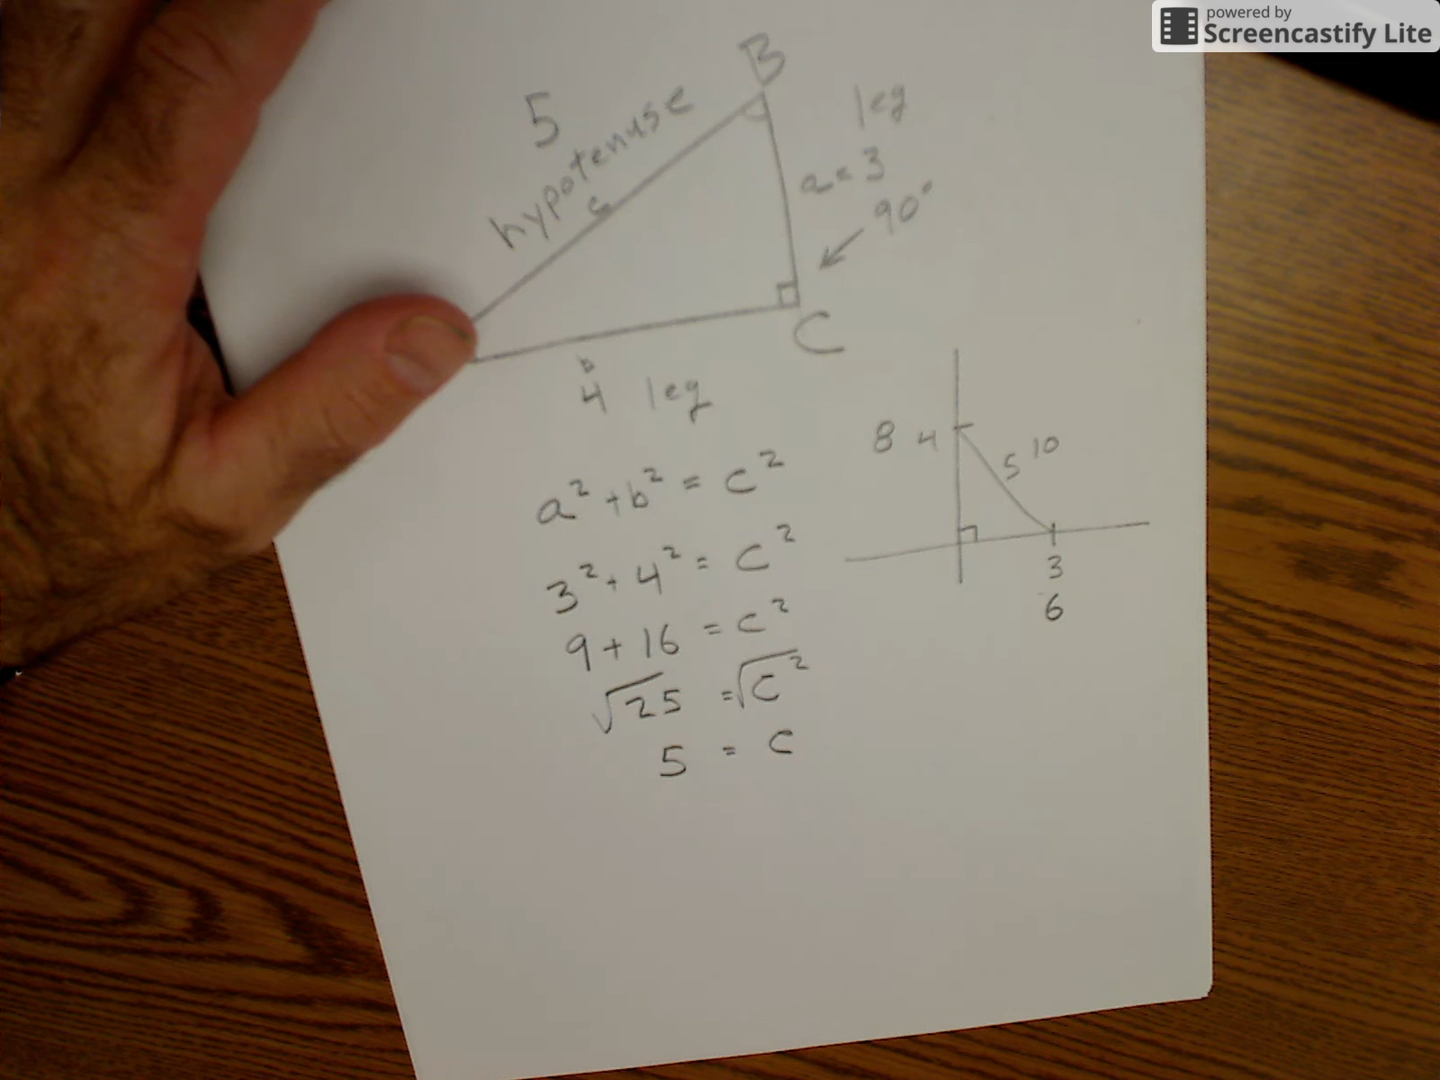 powered by
Screencastify Lite
B
5
hypotenuse
c
leg
a = 3
90°
C
b
4 leg
a² + b² = c²
3² + 4² = c²
9 + 16 = c²
√25 = √c²
5 = c
8 4
5 10
3
6